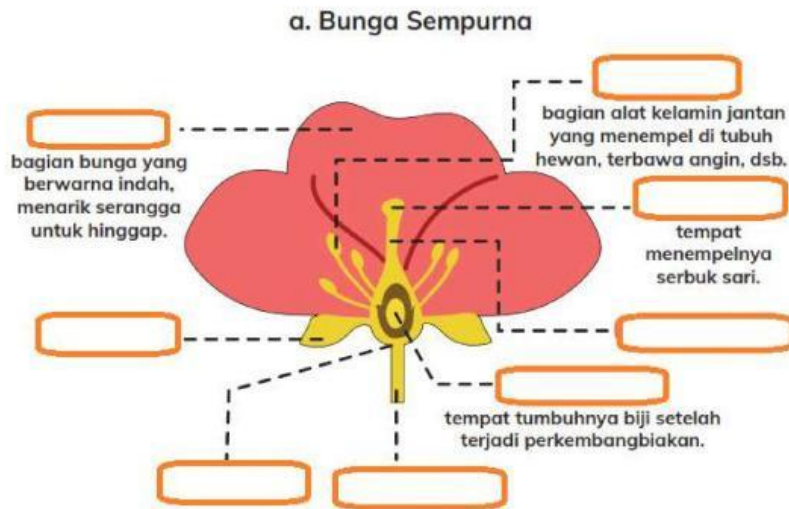 a. Bunga Sempurna
bagian bunga yang
berwarna indah,
menarik serangga
untuk hinggap.
bagian alat kelamin jantan
yang menempel di tubuh
hewan, terbawa angin, dsb.
tempat
menempelnya
serbuk sari.
tempat tumbuhnya biji setelah
terjadi perkembangbiakan.